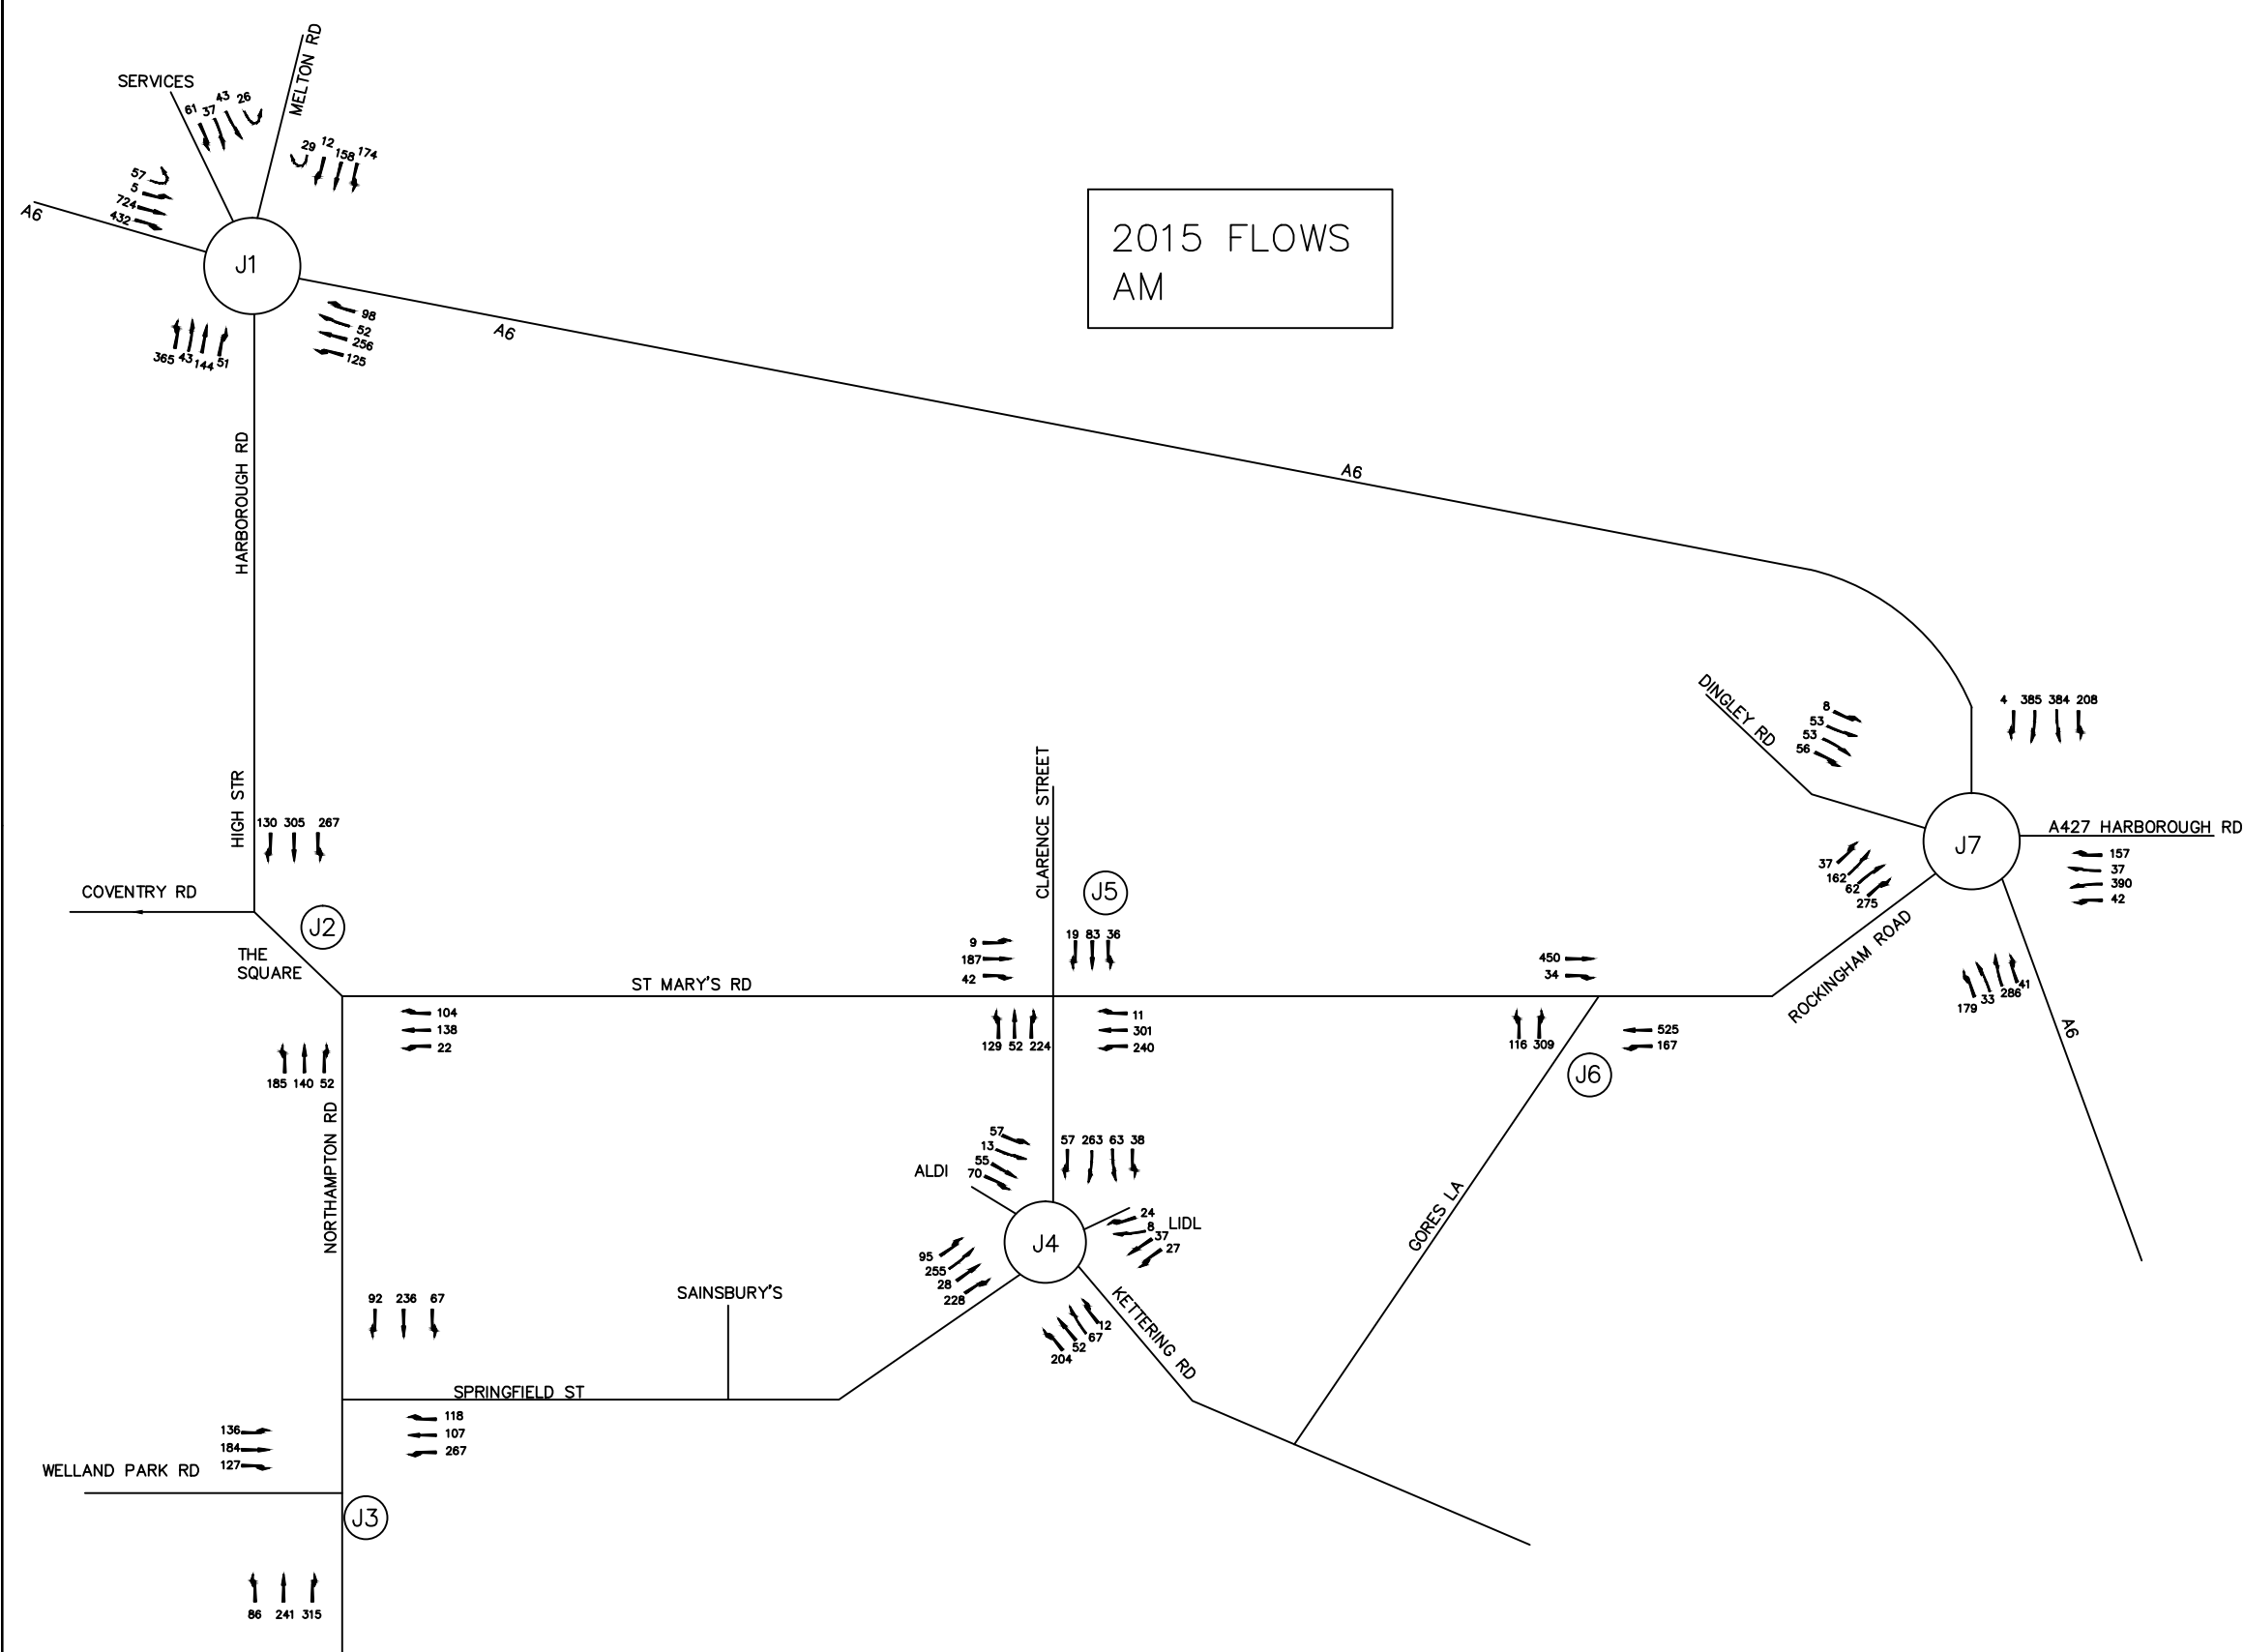 MELTON RD
SERVICES
61 37 43 26
29 12 158 174
57
5
724
432
A6
J1
98
52
256
125
365 43 144 51
A6
2015 FLOWS
AM
HARBOROUGH RD
A6
DINGLEY RD
8
53
53
56
4 385 384 208
A427 HARBOROUGH RD
J7
157
37
390
42
37
162
62
275
ROCKINGHAM ROAD
179 33 286 41
A6
HIGH STR
130 305 267
COVENTRY RD
J2
THE
SQUARE
ST MARY'S RD
104
138
22
185 140 52
NORTHAMPTON RD
CLARENCE STREET
J5
9
187
42
19 83 36
129 52 224
11
301
240
450
34
116 309
525
167
J6
GORES LA
57
13
55
70
ALDI
57 263 63 38
J4
24
8
37
27
LIDL
95
255
28
228
204 52 67 12
KETTERING RD
92 236 67
SAINSBURY'S
SPRINGFIELD ST
118
107
267
136
184
127
WELLAND PARK RD
J3
86 241 315